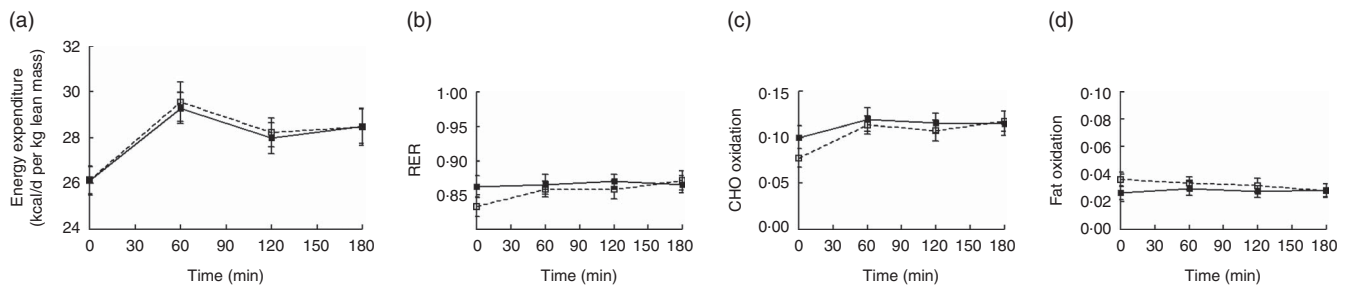 (a)
Energy expenditure
(kcal/d per kg lean mass)
32
30
28
26
24
0 30 60 90 120 150 180
Time (min)
(b)
RER
1·00
0·95
0·90
0·85
0 30 60 90 120 150 180
Time (min)
(c)
CHO oxidation
0·15
0·10
0·05
0·00
0 30 60 90 120 150 180
Time (min)
(d)
Fat oxidation
0·10
0·08
0·06
0·04
0·02
0·00
0 30 60 90 120 150 180
Time (min)